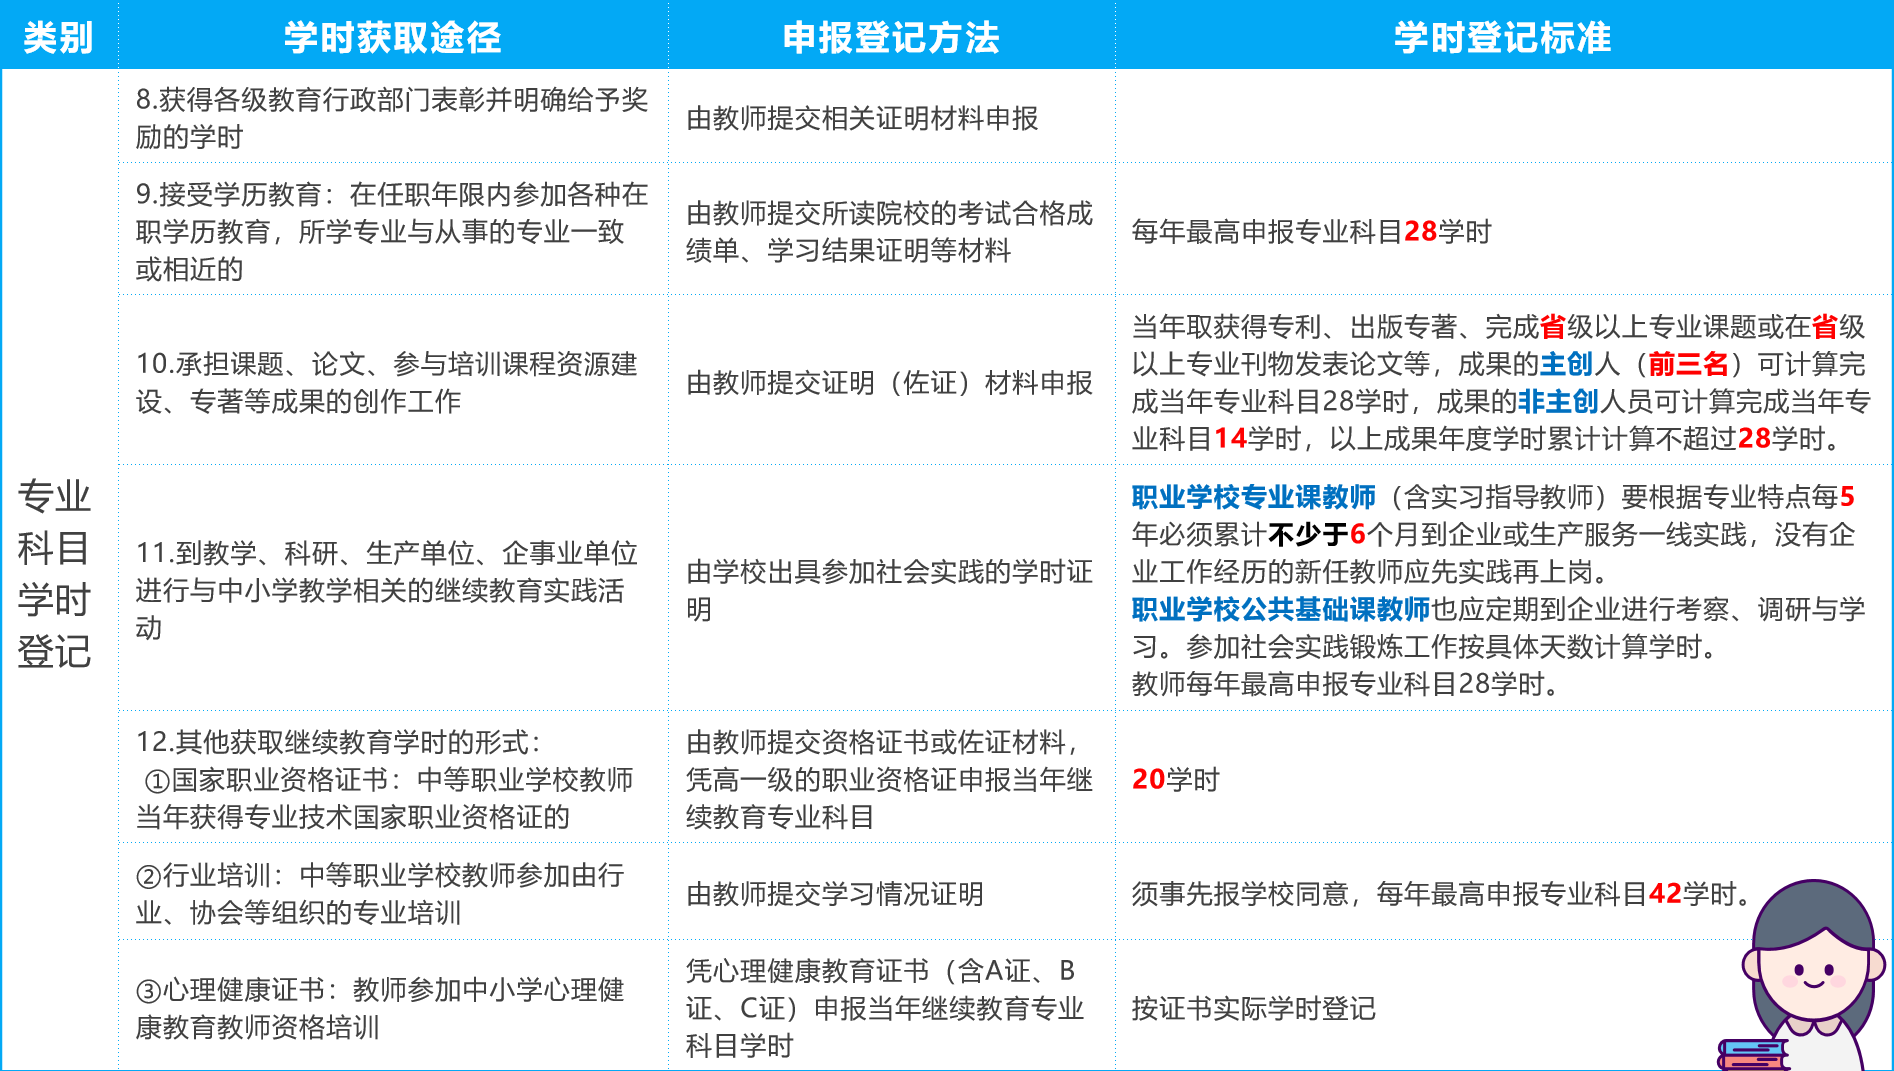 类别
学时获取途径
申报登记方法
学时登记标准
专业
科目
学时
登记
8.获得各级教育行政部门表彰并明确给予奖
励的学时
由教师提交相关证明材料申报
9.接受学历教育：在任职年限内参加各种在
职学历教育，所学专业与从事的专业一致
或相近的
由教师提交所读院校的考试合格成
绩单、学习结果证明等材料
每年最高申报专业科目28学时
10.承担课题、论文、参与培训课程资源建
设、专著等成果的创作工作
由教师提交证明（佐证）材料申报
当年取获得专利、出版专著、完成省级以上专业课题或在省级
以上专业刊物发表论文等，成果的主创人（前三名）可计算完
成当年专业科目28学时，成果的非主创人员可计算完成当年专
业科目14学时，以上成果年度学时累计计算不超过28学时。
11.到教学、科研、生产单位、企事业单位
进行与中小学教学相关的继续教育实践活
动
由学校出具参加社会实践的学时证
明
职业学校专业课教师（含实习指导教师）要根据专业特点每5
年必须累计不少于6个月到企业或生产服务一线实践，没有企
业工作经历的新任教师应先实践再上岗。
职业学校公共基础课教师也应定期到企业进行考察、调研与学
习。参加社会实践锻炼工作按具体天数计算学时。
教师每年最高申报专业科目28学时。
12.其他获取继续教育学时的形式：
①国家职业资格证书：中等职业学校教师
当年获得专业技术国家职业资格证的
由教师提交资格证书或佐证材料，
凭高一级的职业资格证申报当年继
续教育专业科目
20学时
②行业培训：中等职业学校教师参加由行
业、协会等组织的专业培训
由教师提交学习情况证明
须事先报学校同意，每年最高申报专业科目42学时。
③心理健康证书：教师参加中小学心理健
康教育教师资格培训
凭心理健康教育证书（含A证、B
证、C证）申报当年继续教育专业
科目学时
按证书实际学时登记